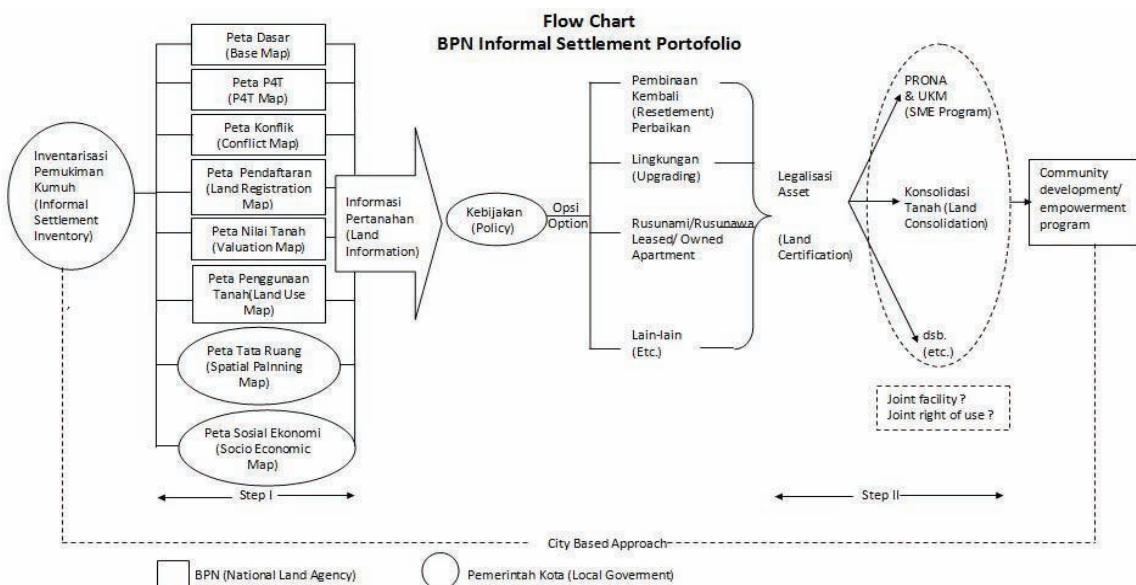 Flow Chart
BPN Informal Settlement Portofolio
Inventarisasi
Pemukiman
Kumuh (Informal
Settlement
Inventory)
Peta Dasar
(Base Map)
Peta P4T
(P4T Map)
Peta Konflik
(Conflict Map)
Peta Pendaftaran
(Land Registration
Map)
Peta Nilai Tanah
(Valuation Map)
Peta Penggunaan
Tanah(Land Use
Map)
Peta Tata Ruang
(Spatial Palnning
Map)
Peta Sosial Ekonomi
(Socio Economic
Map)
Step I
Informasi
Pertanahan
(Land
Information)
Kebijakan
(Policy)
Opsi
Option
Pembinaan
Kembali
(Resetlement)
Perbaikan
Lingkungan
(Upgrading)
Rusunami/Rusunawa
Leased/ Owned
Apartment
Lain-lain
(Etc.)
Legalisasi
Asset
(Land
Certification)
PRONA
& UKM
(SME Program)
Konsolidasi
Tanah (Land
Consolidation)
dsb.
(etc.)
Joint facility ?
Joint right of use ?
Step II
Community
development/
empowerment
program
City Based Approach
BPN (National Land Agency)
Pemerintah Kota (Local Goverment)